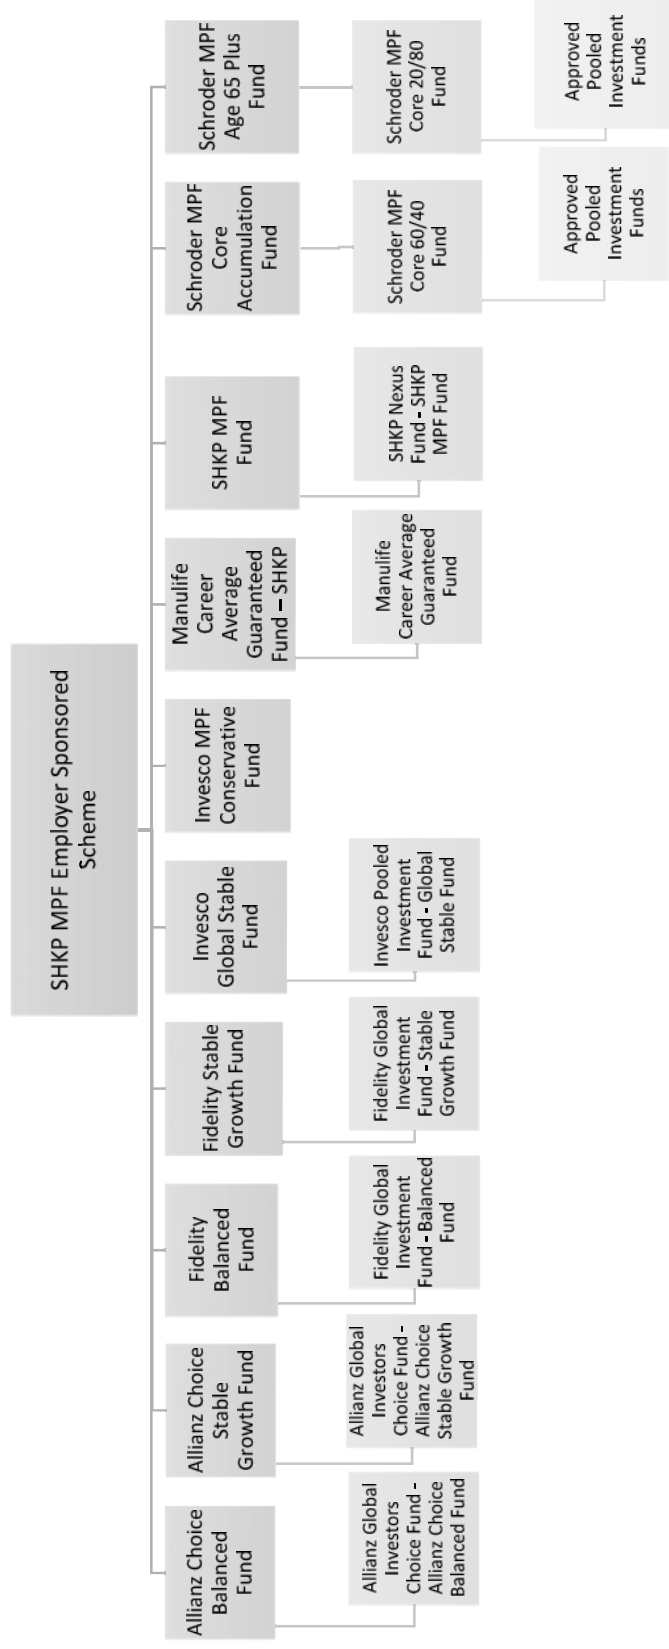 SHKP MPF Employer Sponsored
Scheme
Allianz Choice
Balanced
Fund
Allianz Choice
Stable
Growth Fund
Fidelity
Balanced
Fund
Fidelity Stable
Growth Fund
Invesco
Global Stable
Fund
Invesco MPF
Conservative
Fund
Manulife
Career
Average
Guaranteed
Fund – SHKP
SHKP MPF
Fund
Schroder MPF
Core
Accumulation
Fund
Schroder MPF
Age 65 Plus
Fund
Allianz Global
Investors
Choice Fund -
Allianz Choice
Balanced Fund
Allianz Global
Investors
Choice Fund -
Allianz Choice
Stable Growth
Fund
Fidelity Global
Investment
Fund - Balanced
Fund
Fidelity Global
Investment
Fund - Stable
Growth Fund
Invesco Pooled
Investment
Fund - Global
Stable Fund
Manulife
Career Average
Guaranteed
Fund
SHKP Nexus
Fund - SHKP
MPF Fund
Schroder MPF
Core 60/40
Fund
Schroder MPF
Core 20/80
Fund
Approved
Pooled
Investment
Funds
Approved
Pooled
Investment
Funds